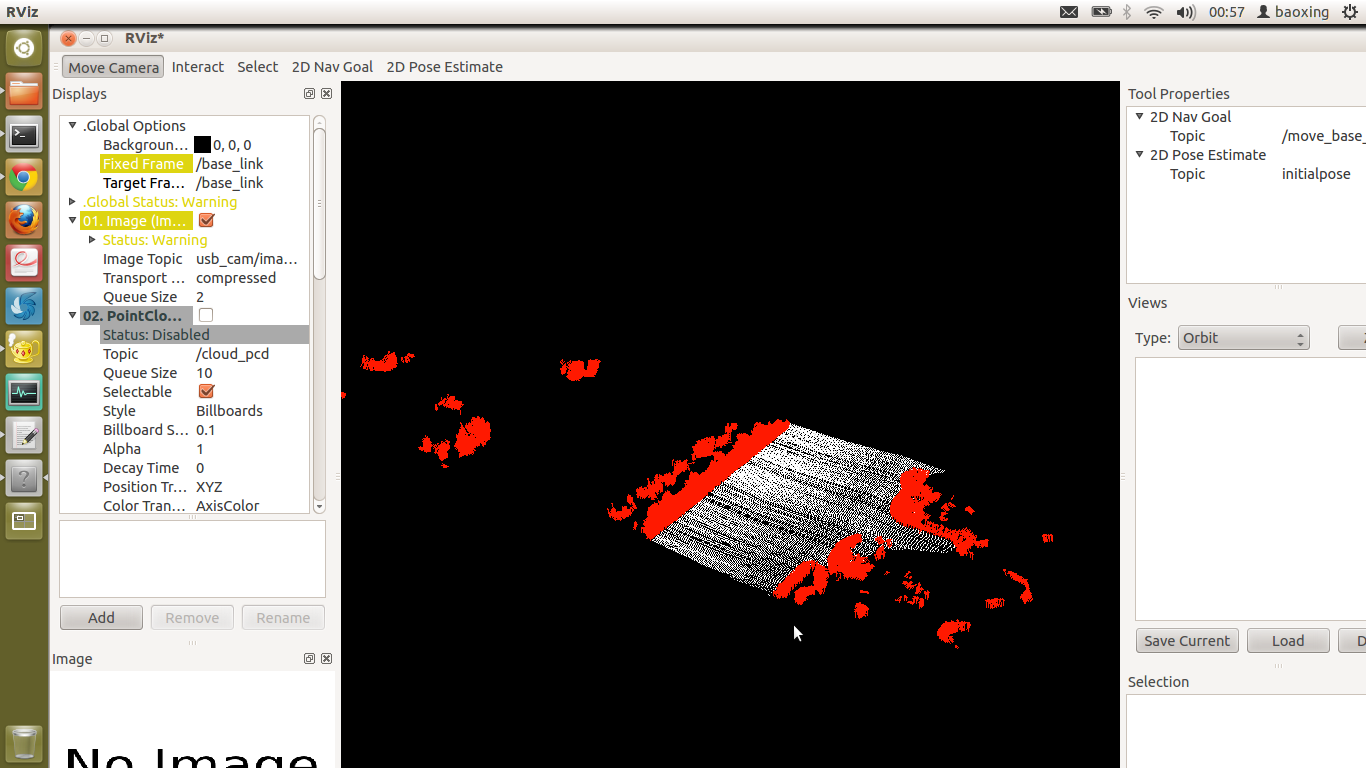 RViz
00:57 baoxing
RViz*
Move Camera Interact Select 2D Nav Goal 2D Pose Estimate
Displays
.Global Options
Backgroun... 0, 0, 0
Fixed Frame /base_link
Target Fra... /base_link
.Global Status: Warning
01. Image (Im...
Status: Warning
Image Topic usb_cam/ima...
Transport ... compressed
Queue Size 2
02. PointClo...
Status: Disabled
Topic /cloud_pcd
Queue Size 10
Selectable
Style Billboards
Billboard S... 0.1
Alpha 1
Decay Time 0
Position Tr... XYZ
Color Tran... AxisColor
Add Remove Rename
Image
No Image
Tool Properties
2D Nav Goal
Topic /move_base_
2D Pose Estimate
Topic initialpose
Views
Type: Orbit
Save Current Load
Selection